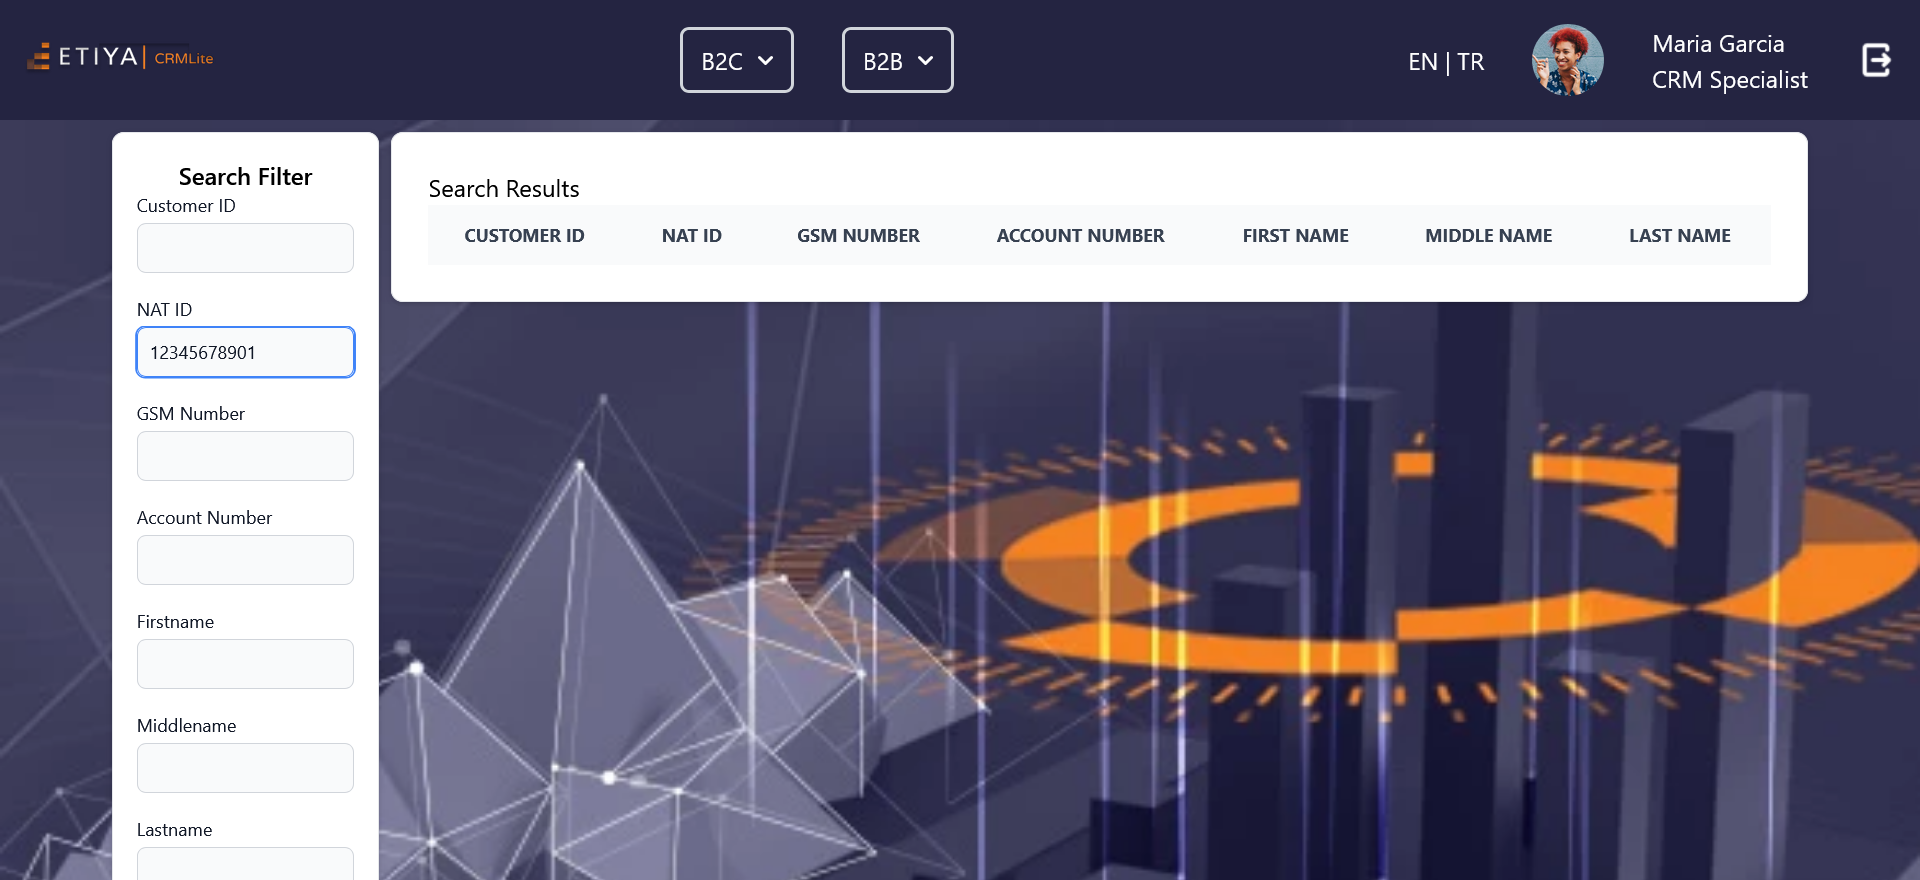 ETIYA | CRMLite
B2C
B2B
EN | TR
Maria Garcia
CRM Specialist
Search Filter
Customer ID
NAT ID
12345678901
GSM Number
Account Number
Firstname
Middlename
Lastname
Search Results
CUSTOMER ID NAT ID GSM NUMBER ACCOUNT NUMBER FIRST NAME MIDDLE NAME LAST NAME